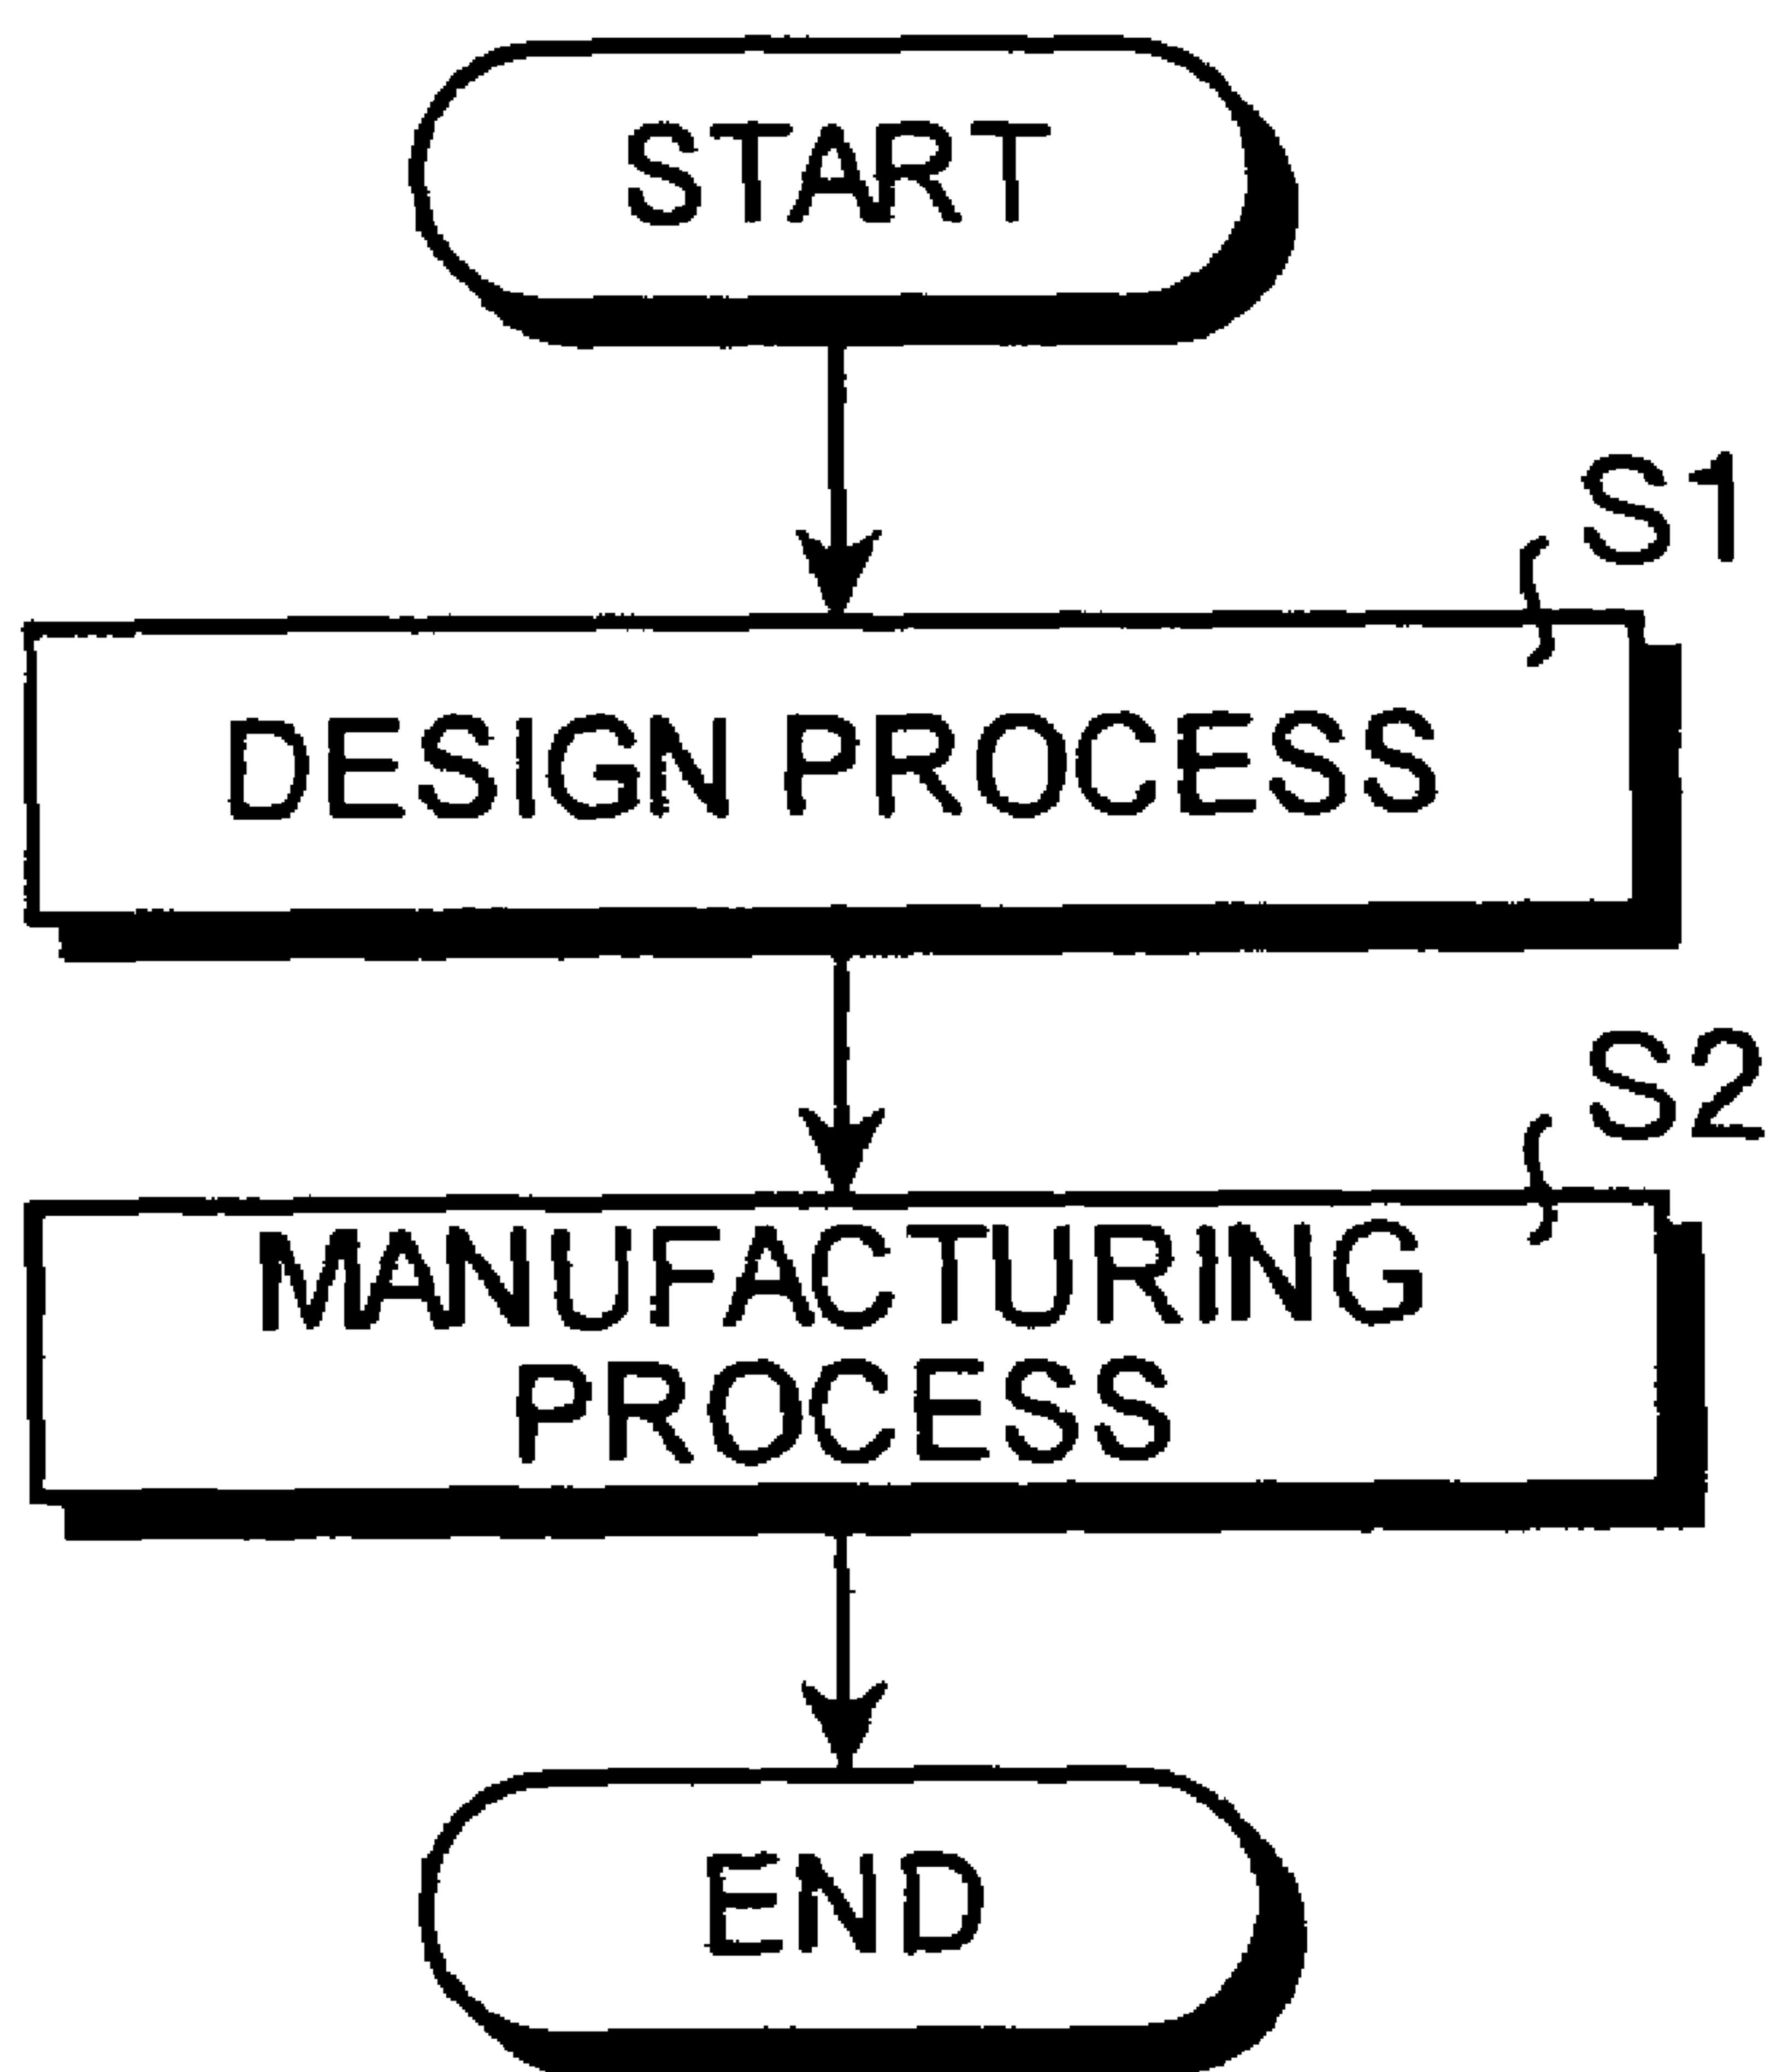 START
S1
DESIGN PROCESS
S2
MANUFACTURING
PROCESS
END